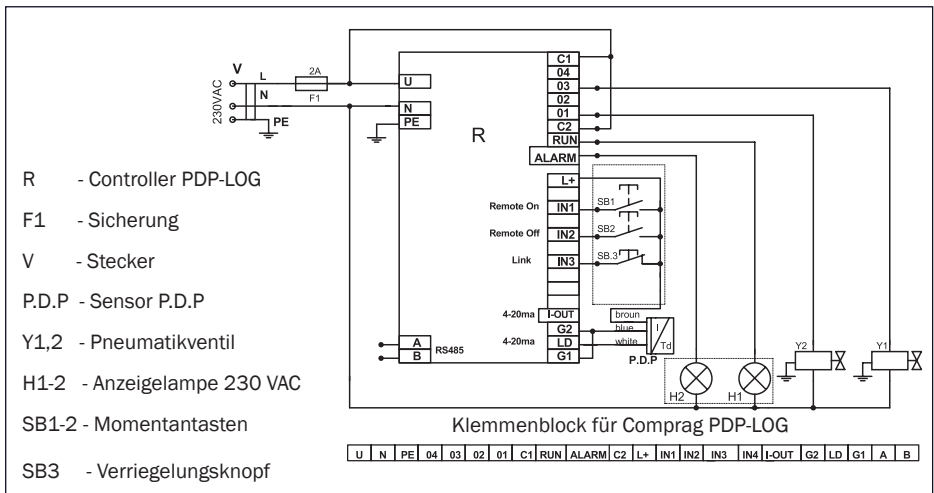 V
L
2A
N
F1
PE
230VAC
U
N
PE
R
C1
04
03
02
01
C2
RUN
ALARM
L+
Remote On
IN1
SB1
Remote Off
IN2
SB2
Link
IN3
SB.3
4-20ma
I-OUT
broun
G2
blue
4-20ma
LD
white
G1
I
Td
P.D.P
A
B
RS485
H2
H1
Y2
Y1
R - Controller PDP-LOG
F1 - Sicherung
V - Stecker
P.D.P - Sensor P.D.P
Y1,2 - Pneumatikventil
H1-2 - Anzeigelampe 230 VAC
SB1-2 - Momentantasten
SB3 - Verriegelungsknopf
Klemmenblock für Comprag PDP-LOG
U N PE 04 03 02 01 C1 RUN ALARM C2 L+ IN1 IN2 IN3 IN4 I-OUT G2 LD G1 A B